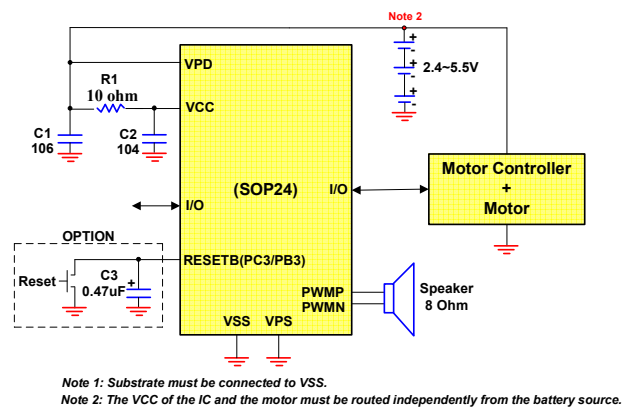 Note 2
+
-
+
-
+
-
2.4~5.5V
VPD
R1
10 ohm
VCC
C1
106
C2
104
(SOP24)
I/O
I/O
Motor Controller
+
Motor
OPTION
RESETB(PC3/PB3)
Reset
C3
+
0.47uF
PWMP
PWMN
Speaker
8 Ohm
VSS VPS
Note 1: Substrate must be connected to VSS.
Note 2: The VCC of the IC and the motor must be routed independently from the battery source.